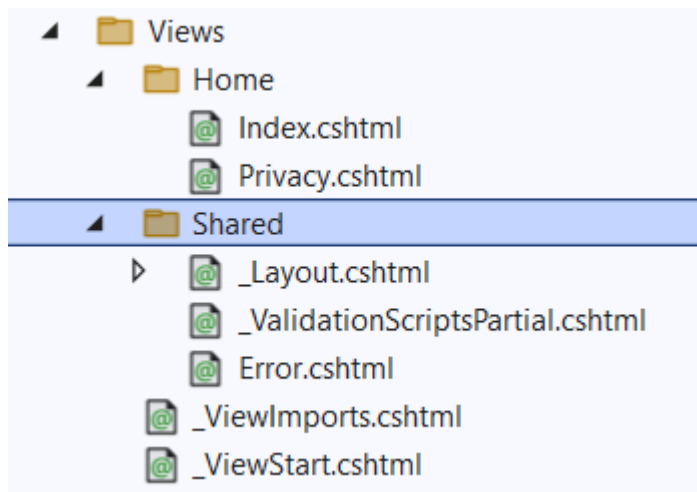 Views
Home
Index.cshtml
Privacy.cshtml
Shared
_Layout.cshtml
_ValidationScriptsPartial.cshtml
Error.cshtml
_ViewImports.cshtml
_ViewStart.cshtml